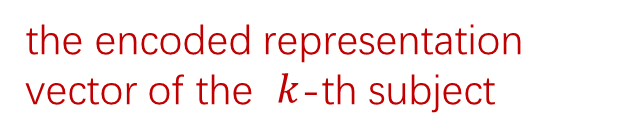 the encoded representation
vector of the k-th subject